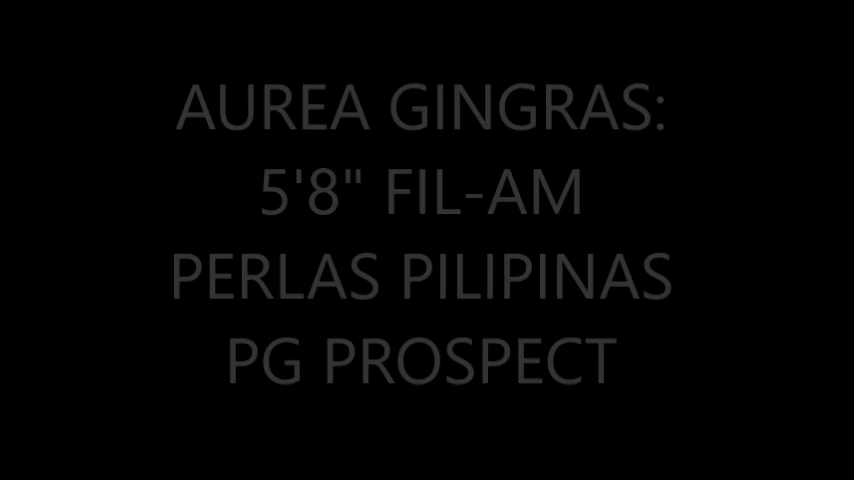 AUREA GINGRAS:
5'8" FIL-AM
PERLAS PILIPINAS
PG PROSPECT